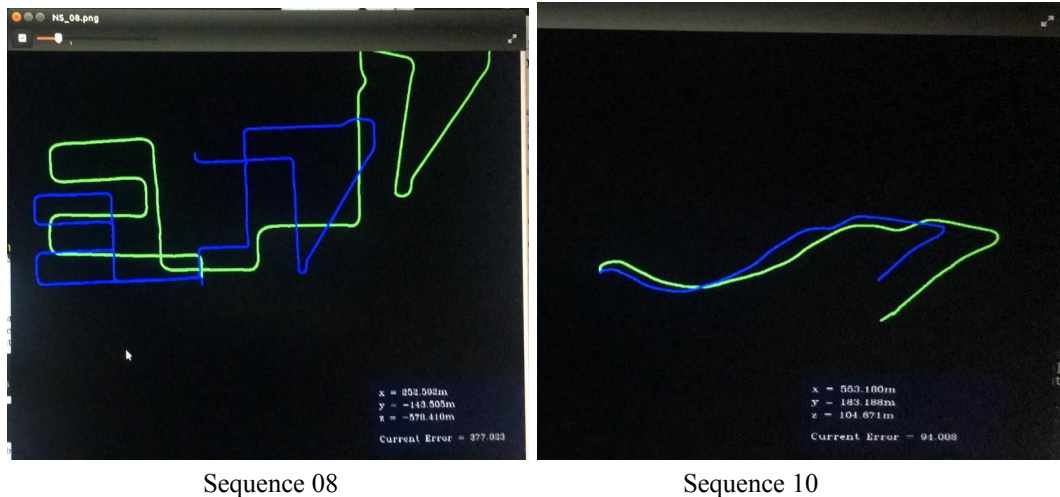 NS_08.png
x = 252.592m
y = -143.505m
z = -578.410m
Current Error = 377.023
x = 553.180m
y - 183.188m
z = 104.671m
Current Error - 94.008
Sequence 08
Sequence 10